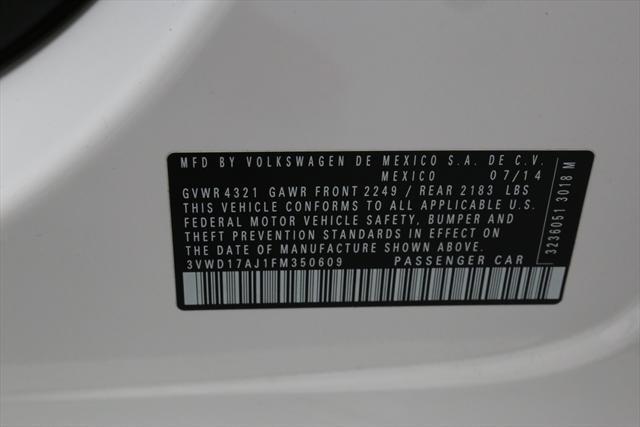 MFD BY VOLKSWAGEN DE MEXICO S.A. DE C.V.
MEXICO 07/14
GVWR 4321 GAWR FRONT 2249 / REAR 2183 LBS
THIS VEHICLE CONFORMS TO ALL APPLICABLE U.S.
FEDERAL MOTOR VEHICLE SAFETY, BUMPER AND
THEFT PREVENTION STANDARDS IN EFFECT ON
THE DATE OF MANUFACTURE SHOWN ABOVE.
3VWD17AJ1FM350609 PASSENGER CAR
3236051 3018 M